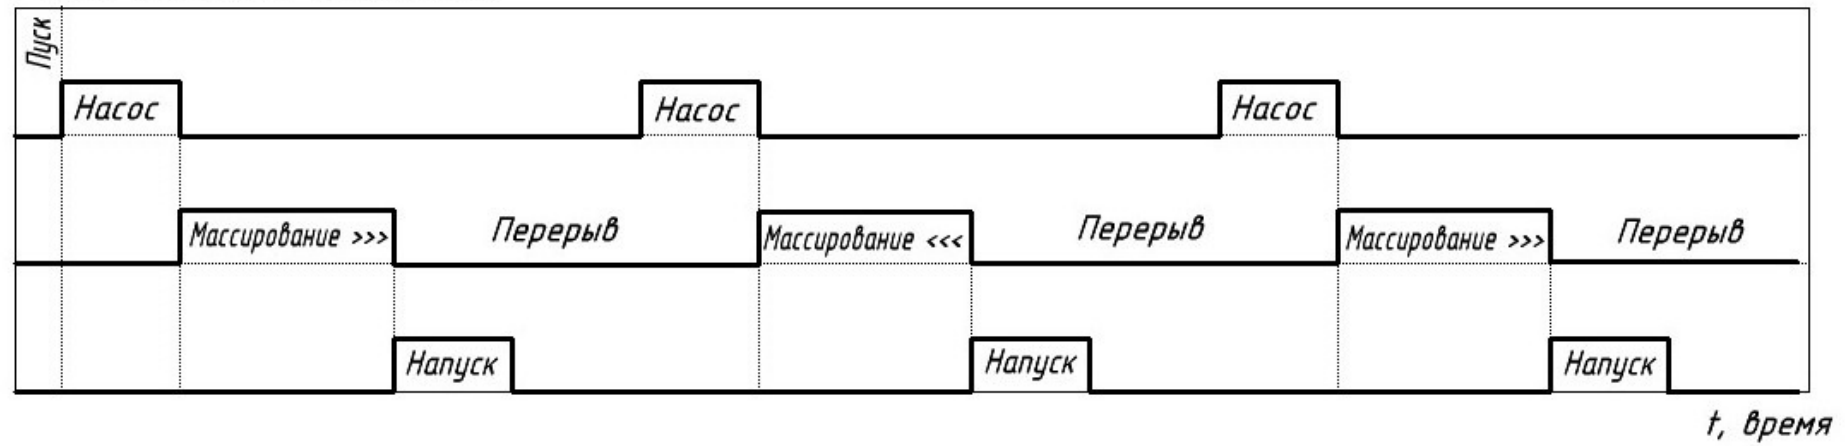 Пуск
Насос Насос Насос
Массирование >>> Перерыв Массирование <<< Перерыв Массирование >>> Перерыв
Напуск Напуск Напуск
t, время